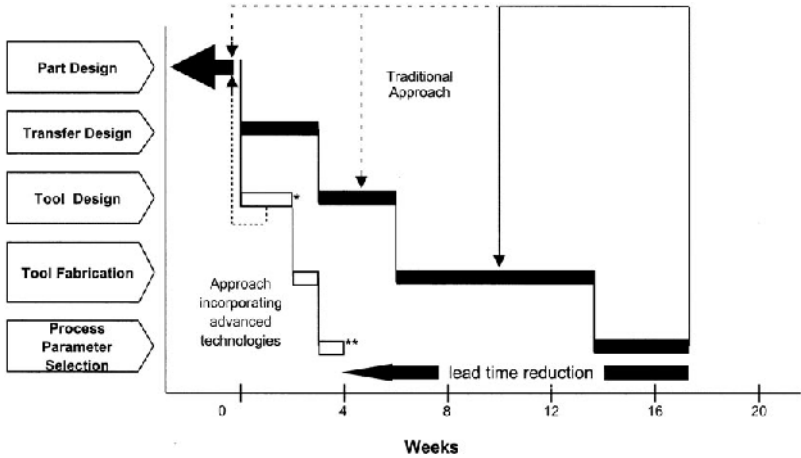 Part Design
Traditional
Approach
Transfer Design
Tool Design
*
Tool Fabrication
Approach
incorporating
advanced
technologies
Process
Parameter
Selection
**
lead time reduction
0 4 8 12 16 20
Weeks